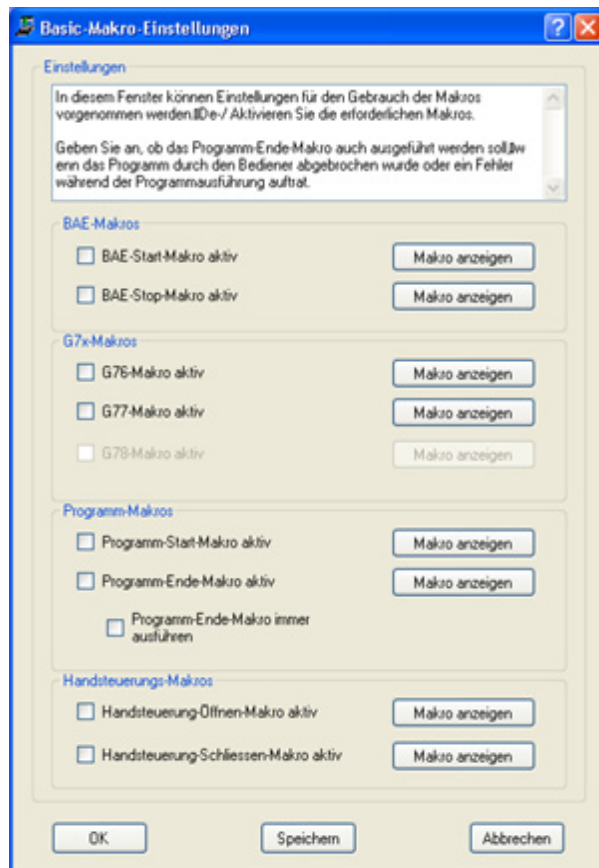 Basic-Makro-Einstellungen
Einstellungen
In diesem Fenster können Einstellungen für den Gebrauch der Makros
vorgenommen werden.‖De-/ Aktivieren Sie die erforderlichen Makros.
Geben Sie an, ob das Programm-Ende-Makro auch ausgeführt werden soll,‖w
enn das Programm durch den Bediener abgebrochen wurde oder ein Fehler
während der Programmausführung auftrat.
BAE-Makros
BAE-Start-Makro aktiv Makro anzeigen
BAE-Stop-Makro aktiv Makro anzeigen
G7x-Makros
G76-Makro aktiv Makro anzeigen
G77-Makro aktiv Makro anzeigen
G78-Makro aktiv Makro anzeigen
Programm-Makros
Programm-Start-Makro aktiv Makro anzeigen
Programm-Ende-Makro aktiv Makro anzeigen
Programm-Ende-Makro immer
ausführen
Handsteuerungs-Makros
Handsteuerung-Öffnen-Makro aktiv Makro anzeigen
Handsteuerung-Schliessen-Makro aktiv Makro anzeigen
OK Speichern Abbrechen